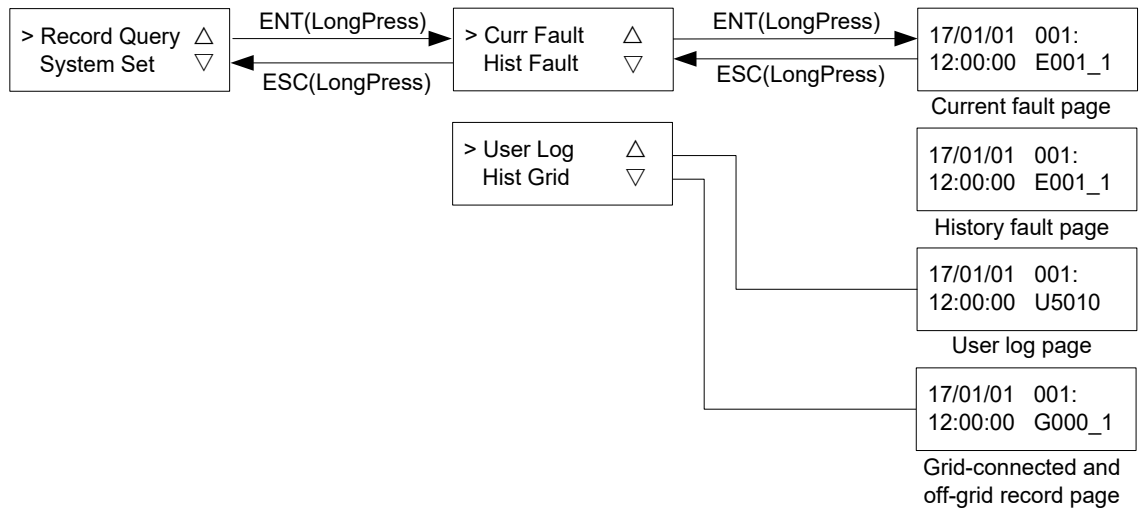 > Record Query △
System Set ▽
ENT(LongPress)
ESC(LongPress)
> Curr Fault △
Hist Fault ▽
ENT(LongPress)
ESC(LongPress)
17/01/01 001:
12:00:00 E001_1
Current fault page
> User Log △
Hist Grid ▽
17/01/01 001:
12:00:00 E001_1
History fault page
17/01/01 001:
12:00:00 U5010
User log page
17/01/01 001:
12:00:00 G000_1
Grid-connected and
off-grid record page